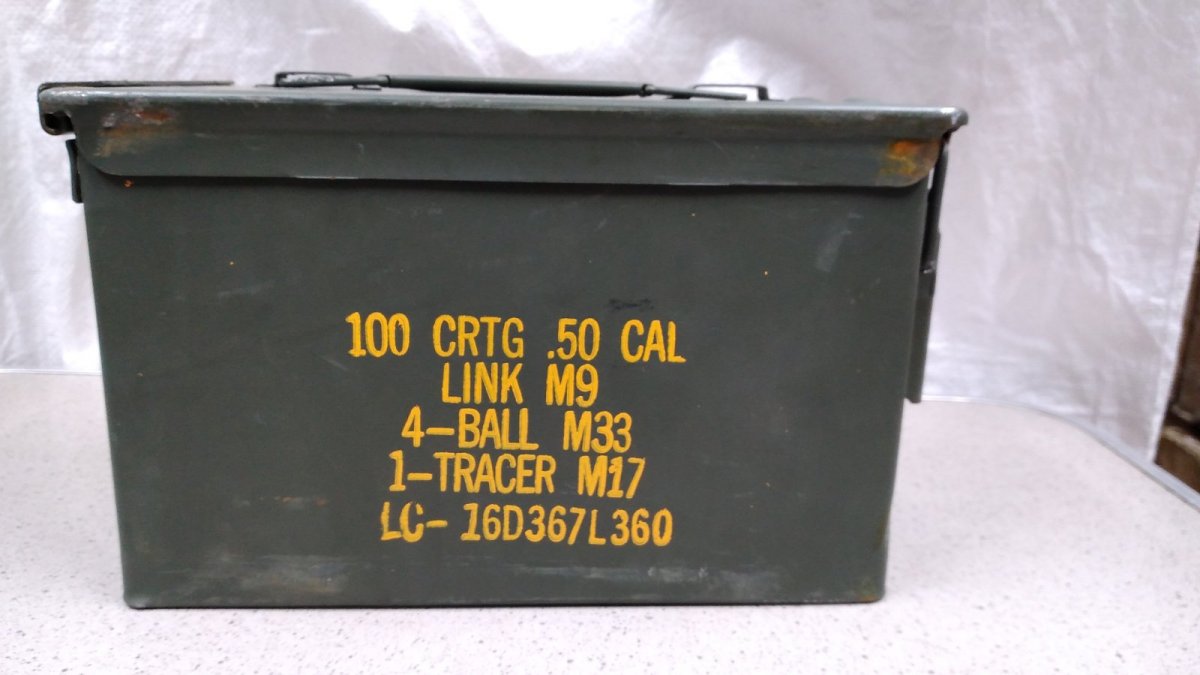 100 CRTG .50 CAL
LINK M9
4-BALL M33
1-TRACER M17
LC- 16D367L360